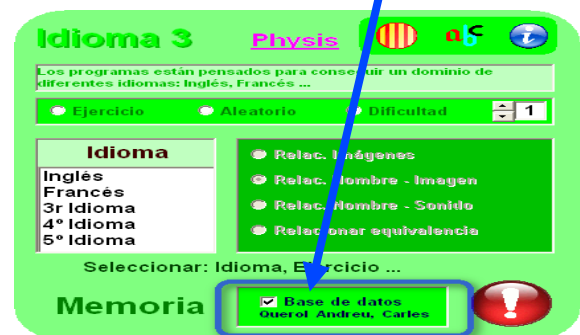 Idioma 3 Physis abc i
Los programas están pensados para conseguir un dominio de
diferentes idiomas: Inglés, Francés ...
Ejercicio Aleatorio Dificultad 1
Idioma
Inglés
Francés
3r Idioma
4º Idioma
5º Idioma
Relac. Imágenes
Relac. Nombre - Imagen
Relac. Nombre - Sonido
Relacionar equivalencia
Seleccionar: Idioma, Ejercicio ...
Memoria
Base de datos
Querol Andreu, Carles
!